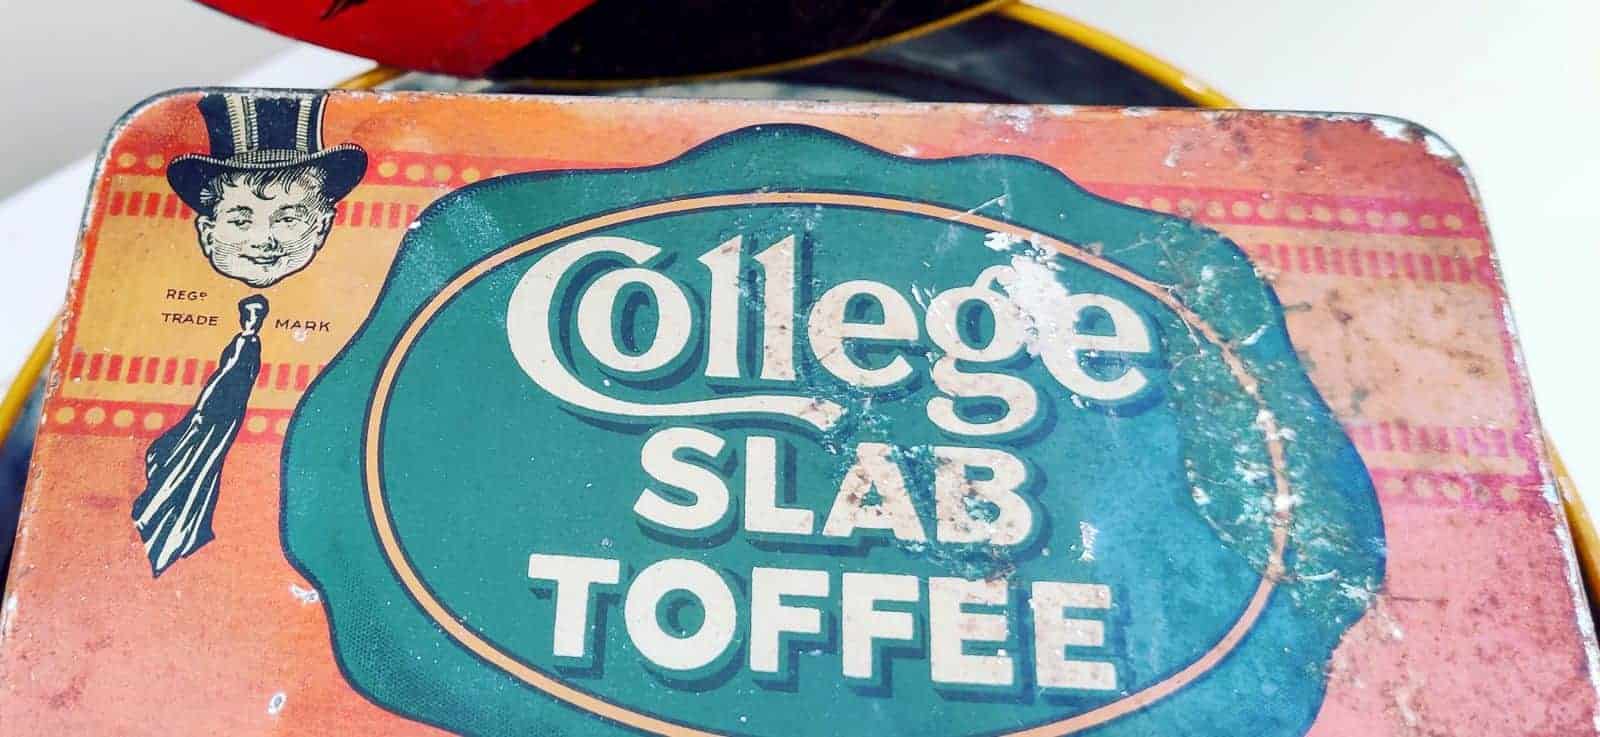 REGᴰ
TRADE MARK
College
SLAB
TOFFEE